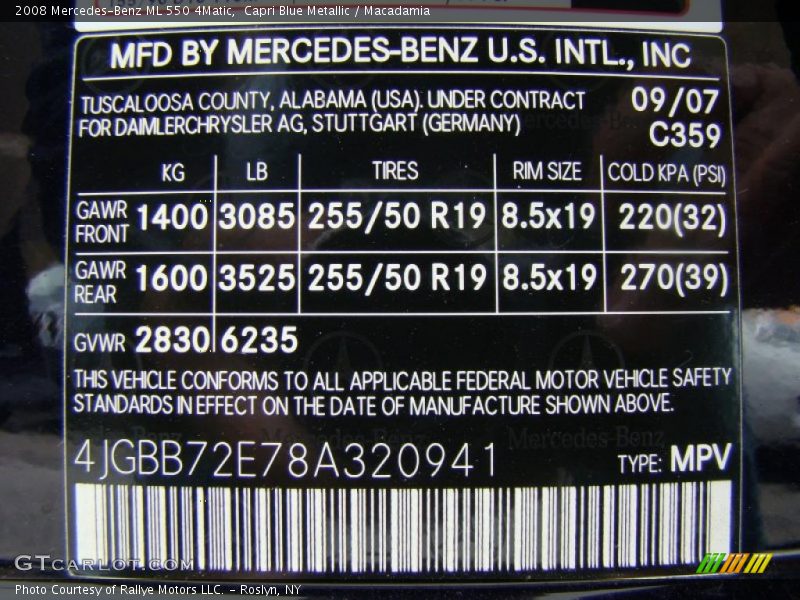 2008 Mercedes-Benz ML 550 4Matic, Capri Blue Metallic / Macadamia
MFD BY MERCEDES-BENZ U.S. INTL., INC
TUSCALOOSA COUNTY, ALABAMA (USA). UNDER CONTRACT 09/07
FOR DAIMLERCHRYSLER AG, STUTTGART (GERMANY) C359
KG LB TIRES RIM SIZE COLD KPA (PSI)
GAWR FRONT 1400 3085 255/50 R19 8.5x19 220(32)
GAWR REAR 1600 3525 255/50 R19 8.5x19 270(39)
GVWR 2830 6235
THIS VEHICLE CONFORMS TO ALL APPLICABLE FEDERAL MOTOR VEHICLE SAFETY
STANDARDS IN EFFECT ON THE DATE OF MANUFACTURE SHOWN ABOVE.
Mercedes-Benz Mercedes-Benz
4JGBB72E78A320941 TYPE: MPV
GTcarlot.com
Photo Courtesy of Rallye Motors LLC. - Roslyn, NY